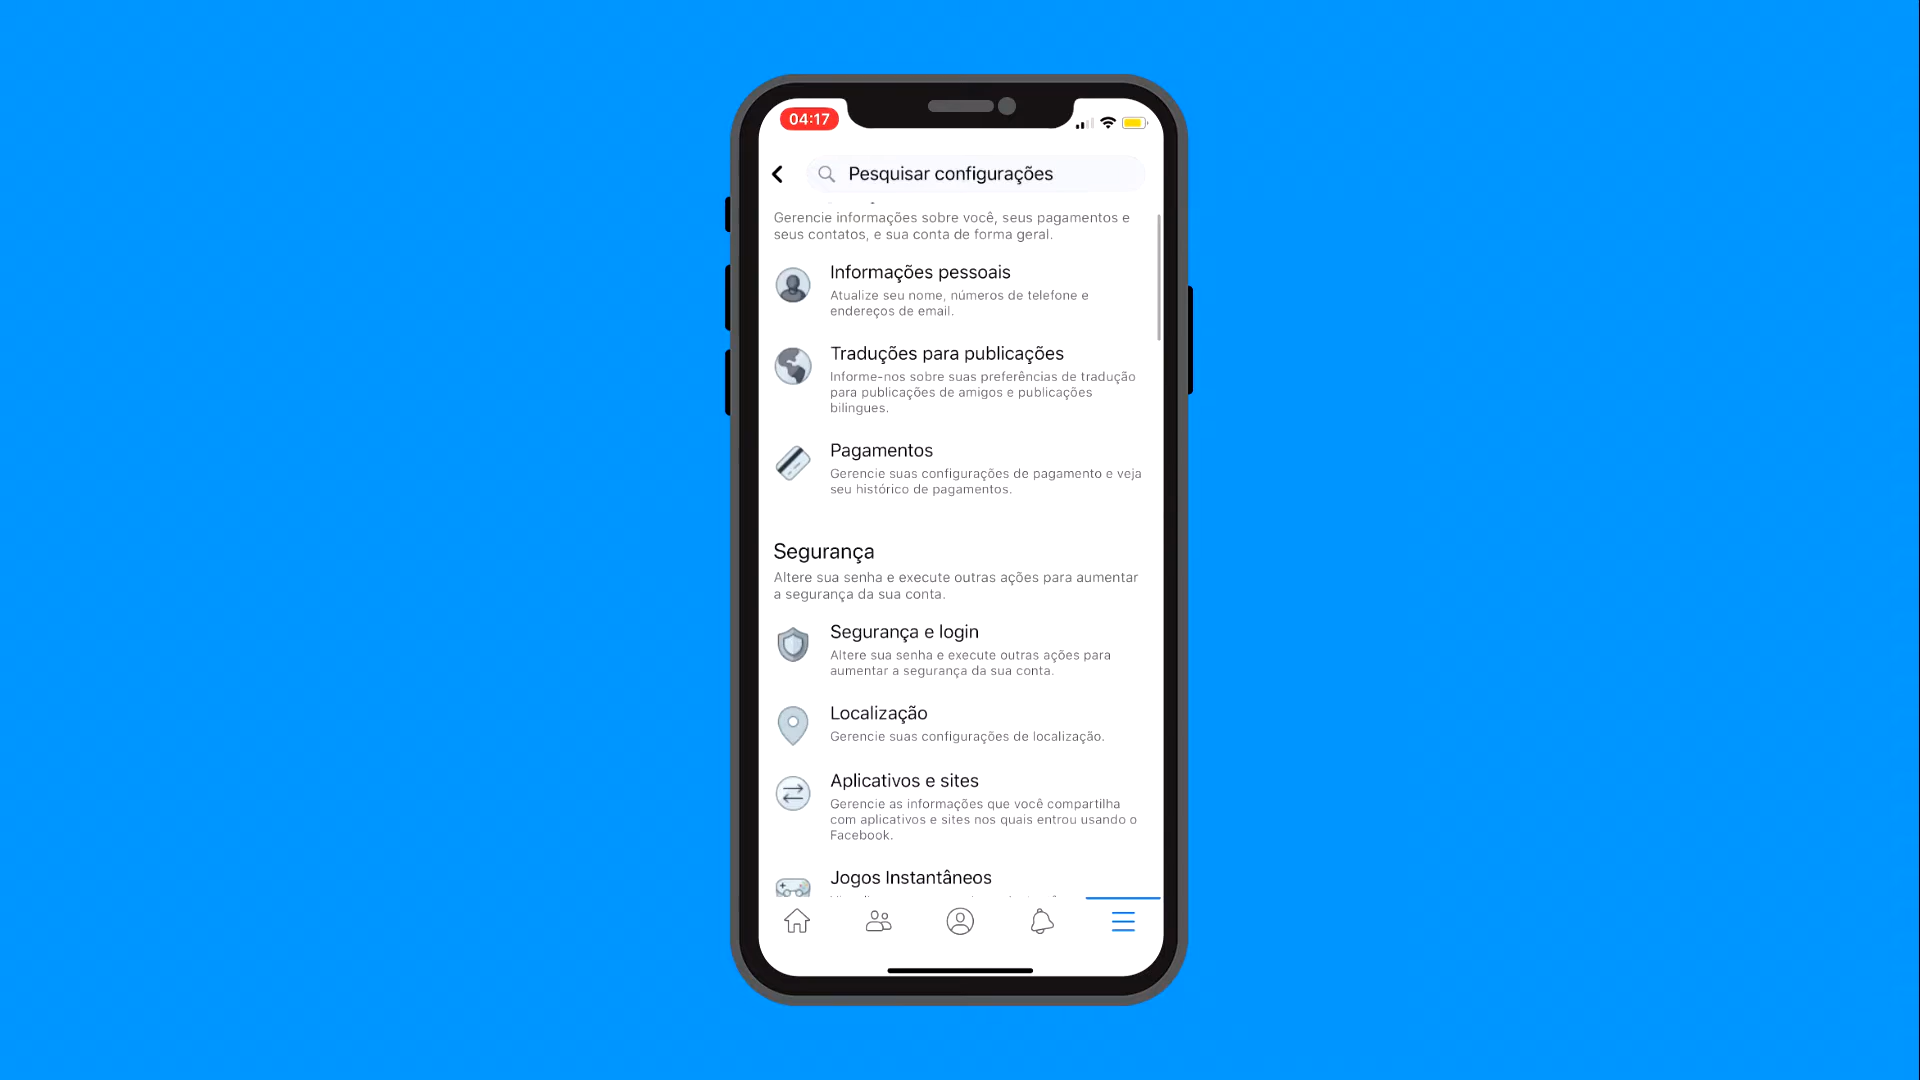 04:17
Pesquisar configurações
Gerencie informações sobre você, seus pagamentos e
seus contatos, e sua conta de forma geral.
Informações pessoais
Atualize seu nome, números de telefone e
endereços de email.
Traduções para publicações
Informe-nos sobre suas preferências de tradução
para publicações de amigos e publicações
bilingues.
Pagamentos
Gerencie suas configurações de pagamento e veja
seu histórico de pagamentos.
Segurança
Altere sua senha e execute outras ações para aumentar
a segurança da sua conta.
Segurança e login
Altere sua senha e execute outras ações para
aumentar a segurança da sua conta.
Localização
Gerencie suas configurações de localização.
Aplicativos e sites
Gerencie as informações que você compartilha
com aplicativos e sites nos quais entrou usando o
Facebook.
Jogos Instantâneos